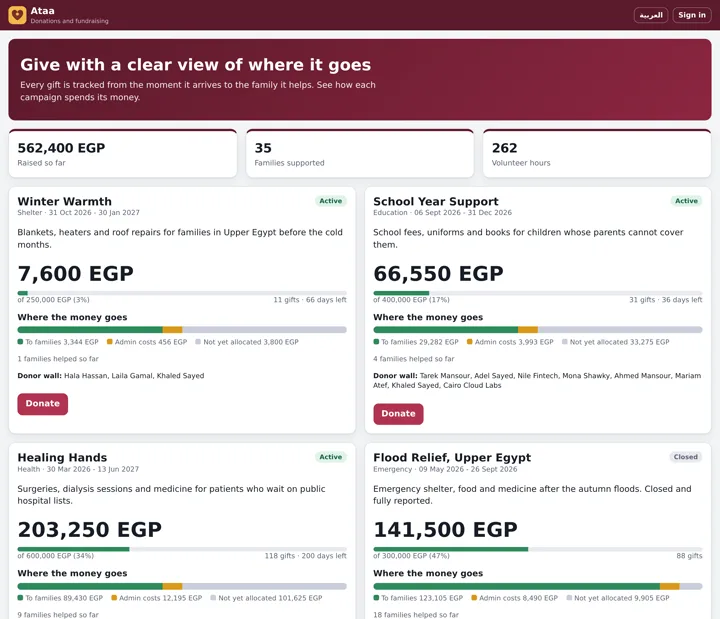 Ataa
Donations and fundraising
العربية
Sign in
Give with a clear view of where it goes
Every gift is tracked from the moment it arrives to the family it helps. See how each
campaign spends its money.
562,400 EGP
Raised so far
35
Families supported
262
Volunteer hours
Winter Warmth
Active
Shelter · 31 Oct 2026 - 30 Jan 2027
Blankets, heaters and roof repairs for families in Upper Egypt before the cold
months.
7,600 EGP
of 250,000 EGP (3%)
11 gifts · 66 days left
Where the money goes
To families 3,344 EGP
Admin costs 456 EGP
Not yet allocated 3,800 EGP
1 families helped so far
Donor wall: Hala Hassan, Laila Gamal, Khaled Sayed
Donate
School Year Support
Active
Education · 06 Sept 2026 - 31 Dec 2026
School fees, uniforms and books for children whose parents cannot cover
them.
66,550 EGP
of 400,000 EGP (17%)
31 gifts · 36 days left
Where the money goes
To families 29,282 EGP
Admin costs 3,993 EGP
Not yet allocated 33,275 EGP
4 families helped so far
Donor wall: Tarek Mansour, Adel Sayed, Nile Fintech, Mona Shawky, Ahmed Mansour, Mariam
Atef, Khaled Sayed, Cairo Cloud Labs
Donate
Healing Hands
Active
Health · 30 Mar 2026 - 13 Jun 2027
Surgeries, dialysis sessions and medicine for patients who wait on public
hospital lists.
203,250 EGP
of 600,000 EGP (34%)
118 gifts · 200 days left
Where the money goes
To families 89,430 EGP
Admin costs 12,195 EGP
Not yet allocated 101,625 EGP
9 families helped so far
Flood Relief, Upper Egypt
Closed
Emergency · 09 May 2026 - 26 Sept 2026
Emergency shelter, food and medicine after the autumn floods. Closed and
fully reported.
141,500 EGP
of 300,000 EGP (47%)
88 gifts
Where the money goes
To families 123,105 EGP
Admin costs 8,490 EGP
Not yet allocated 9,905 EGP
18 families helped so far